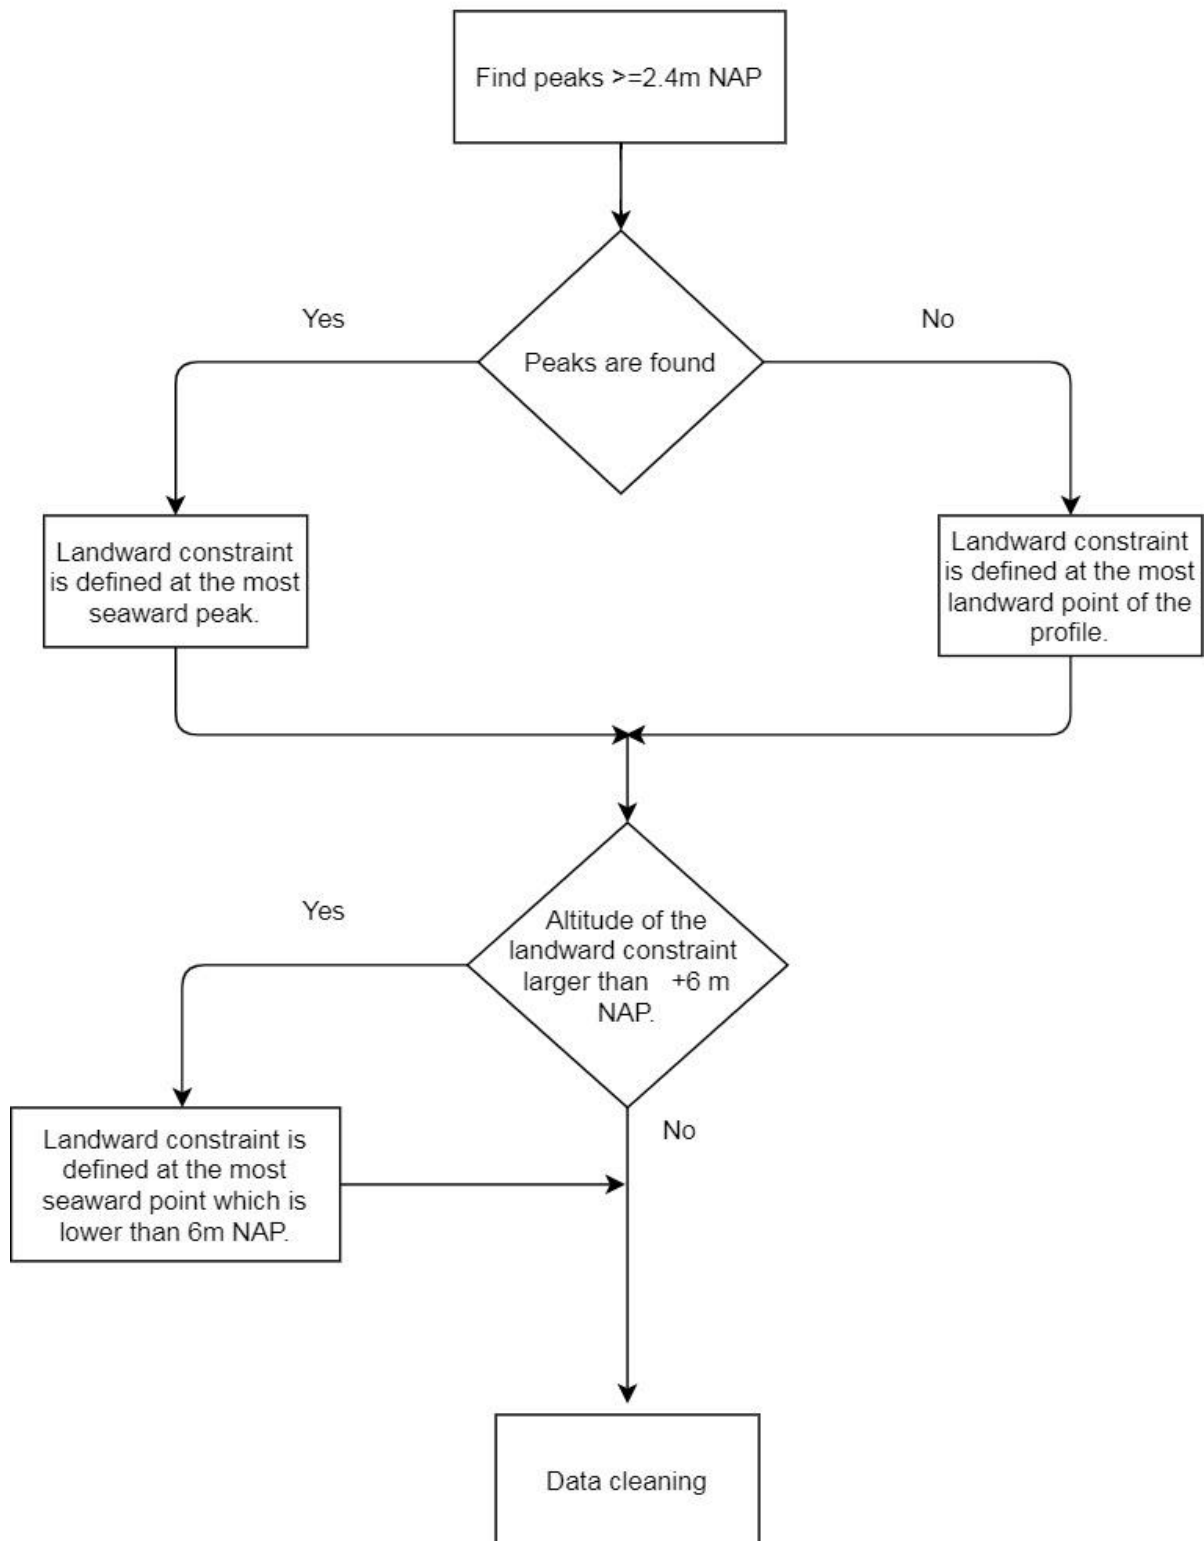 Find peaks >=2.4m NAP
Yes
No
Peaks are found
Landward constraint
is defined at the most
seaward peak.
Landward constraint
is defined at the most
landward point of the
profile.
Yes
Altitude of the
landward constraint
larger than +6 m
NAP.
No
Landward constraint is
defined at the most
seaward point which is
lower than 6m NAP.
Data cleaning